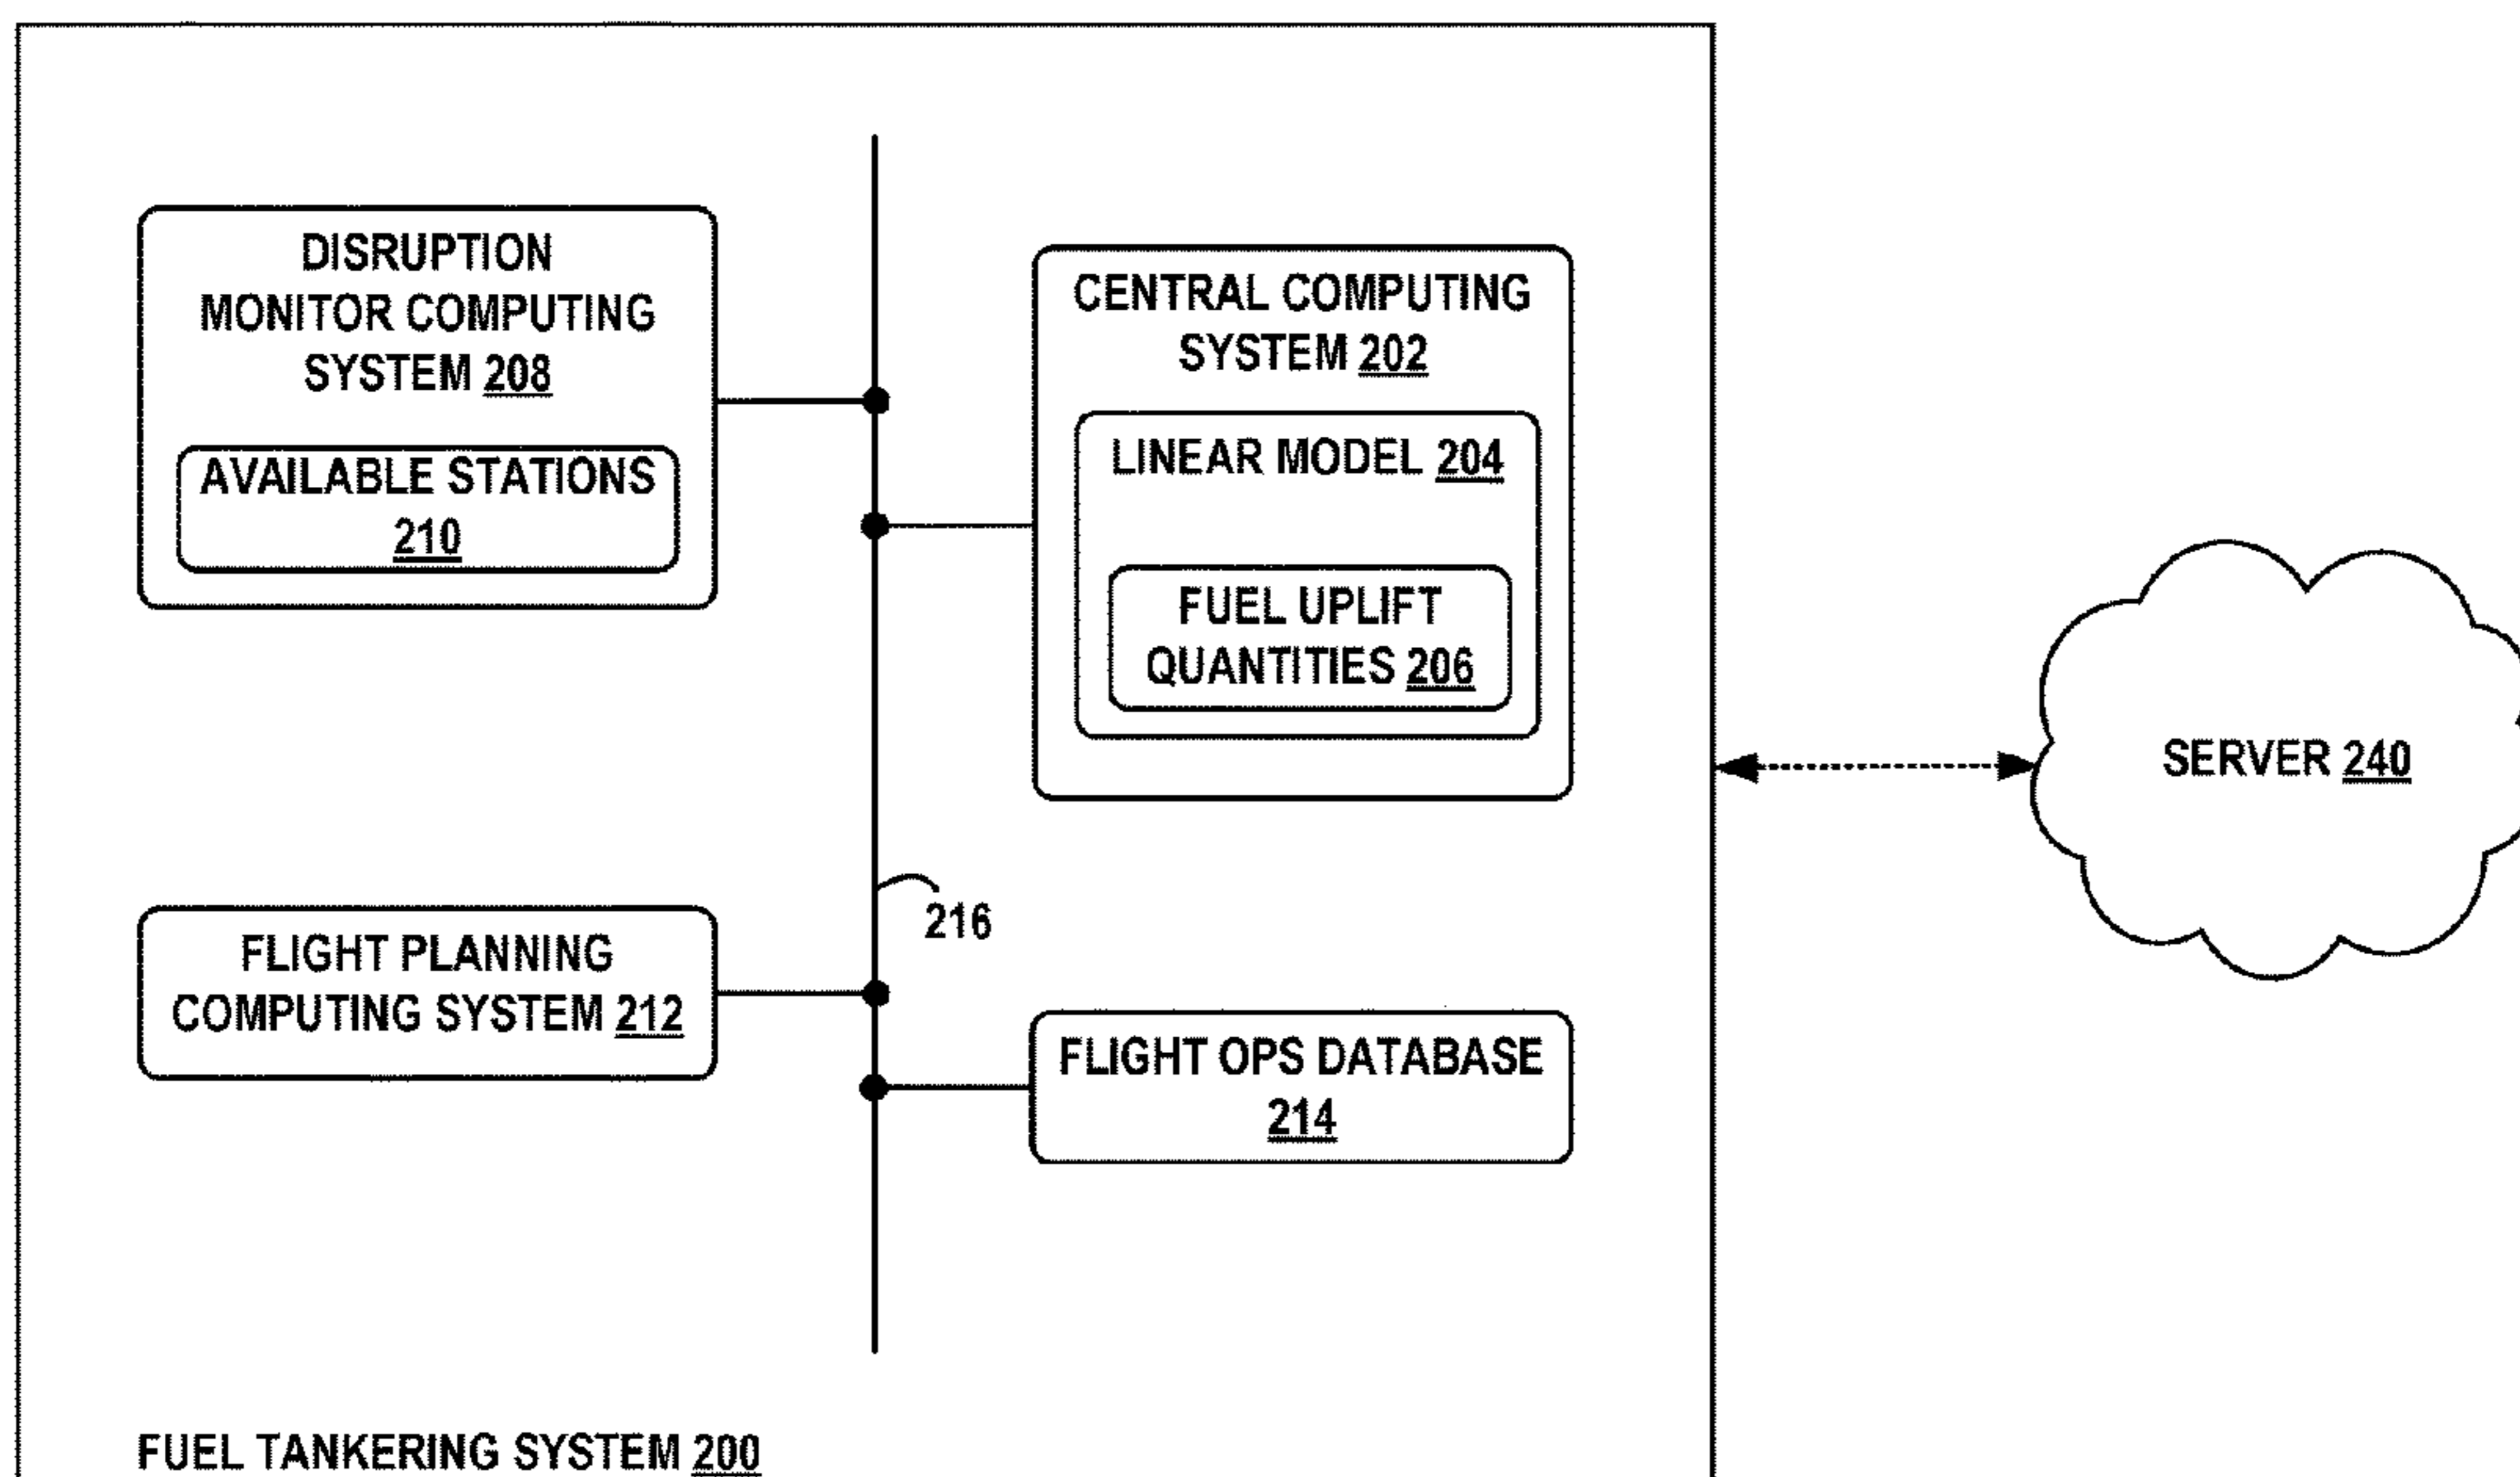 DISRUPTION
MONITOR COMPUTING
SYSTEM 208
AVAILABLE STATIONS
210
CENTRAL COMPUTING
SYSTEM 202
LINEAR MODEL 204
FUEL UPLIFT
QUANTITIES 206
SERVER 240
216
FLIGHT PLANNING
COMPUTING SYSTEM 212
FLIGHT OPS DATABASE
214
FUEL TANKERING SYSTEM 200